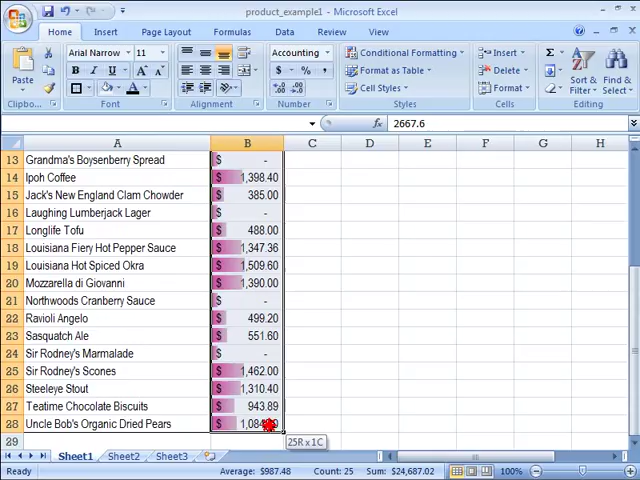 product_example1 - Microsoft Excel
Home Insert Page Layout Formulas Data Review View
Paste
Clipboa...
Arial Narrow 11
B I U A A
A
Font
Alignment
Accounting
$ % ,
Number
Conditional Formatting
Format as Table
Cell Styles
Styles
Insert
Delete
Format
Cells
Σ
Sort & Filter
Find & Select
Editing
fx 2667.6
A B C D E F G H
13 Grandma's Boysenberry Spread $ -
14 Ipoh Coffee $ 1,398.40
15 Jack's New England Clam Chowder $ 385.00
16 Laughing Lumberjack Lager $ -
17 Longlife Tofu $ 488.00
18 Louisiana Fiery Hot Pepper Sauce $ 1,347.36
19 Louisiana Hot Spiced Okra $ 1,509.60
20 Mozzarella di Giovanni $ 1,390.00
21 Northwoods Cranberry Sauce $ -
22 Ravioli Angelo $ 499.20
23 Sasquatch Ale $ 551.60
24 Sir Rodney's Marmalade $ -
25 Sir Rodney's Scones $ 1,462.00
26 Steeleye Stout $ 1,310.40
27 Teatime Chocolate Biscuits $ 943.89
28 Uncle Bob's Organic Dried Pears $
29
25R x 1C
Sheet1 Sheet2 Sheet3
Ready Average: $987.48 Count: 25 Sum: $24,687.02 100%